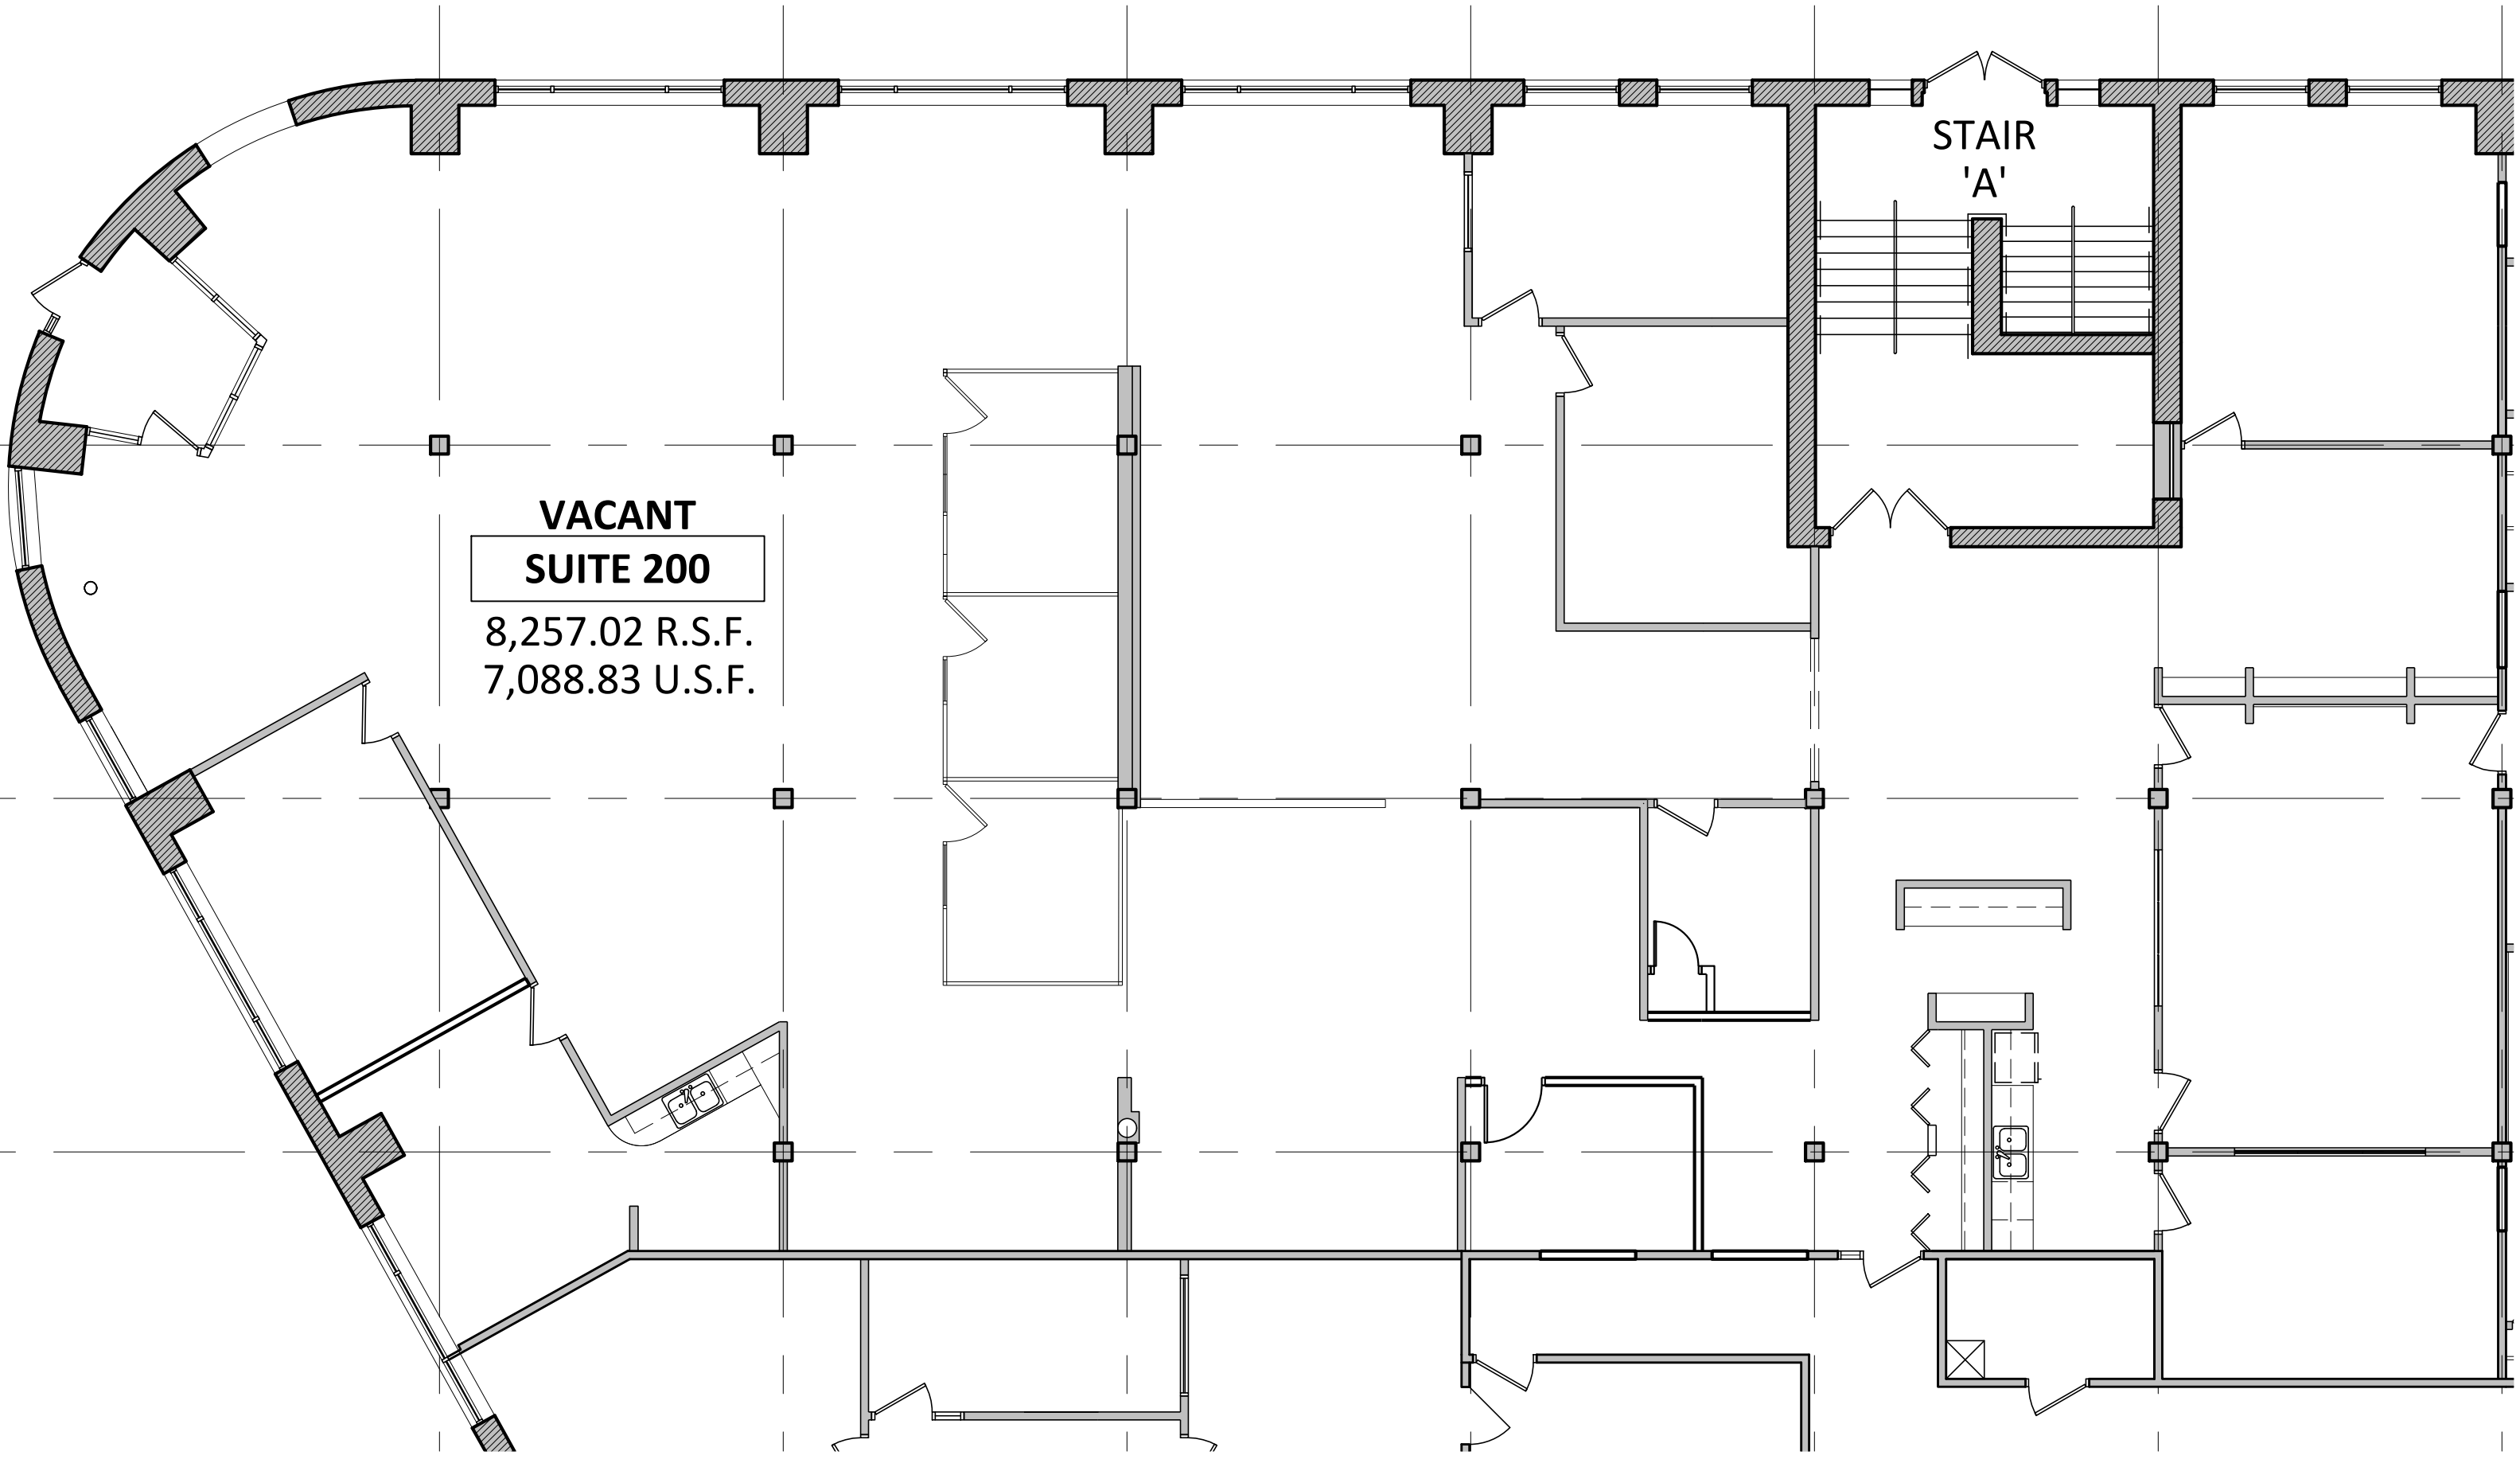 STAIR
'A'
VACANT
SUITE 200
8,257.02 R.S.F.
7,088.83 U.S.F.